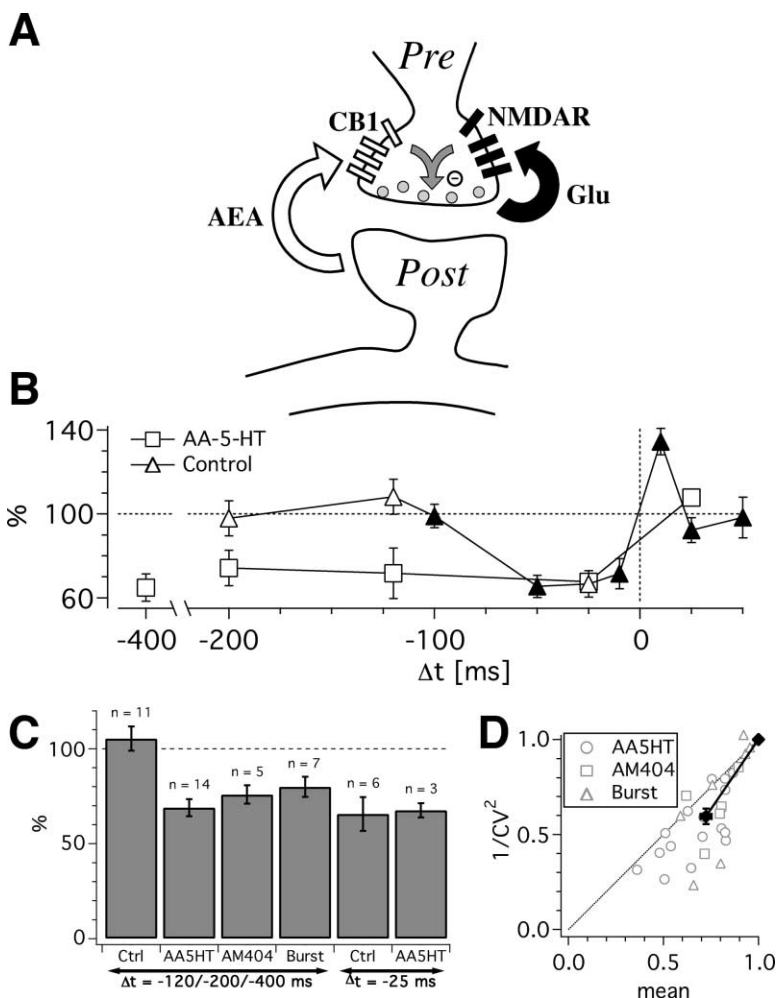 A
Pre
CB1
NMDAR
AEA
Glu
Post
B
140
100
60
%
AA-5-HT
Control
-400
-200
-100
0
Δt [ms]
C
100
50
0
%
n = 11
n = 14
n = 5
n = 7
n = 6
n = 3
Ctrl AA5HT AM404 Burst Ctrl AA5HT
Δt = -120/-200/-400 ms
Δt = -25 ms
D
1.0
0.5
0.0
1/CV²
AA5HT
AM404
Burst
0.0 0.5 1.0
mean